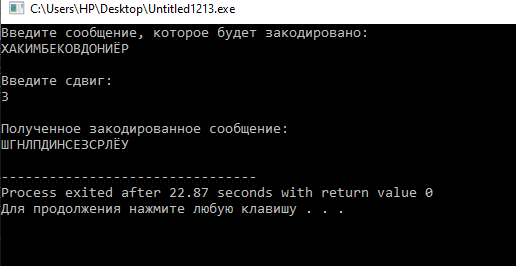 C:\Users\HP\Desktop\Untitled1213.exe
Введите сообщение, которое будет закодировано:
ХАКИМБЕКОВДОНИЁР
Введите сдвиг:
3
Полученное закодированное сообщение:
ШГНЛПДИНСЕЗСРЛЁУ
--------------------------------
Process exited after 22.87 seconds with return value 0
Для продолжения нажмите любую клавишу . . .